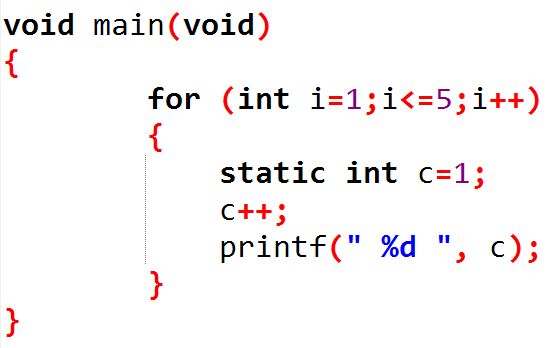 void main(void)
{
for (int i=1;i<=5;i++)
{
static int c=1;
c++;
printf(" %d ", c);
}
}